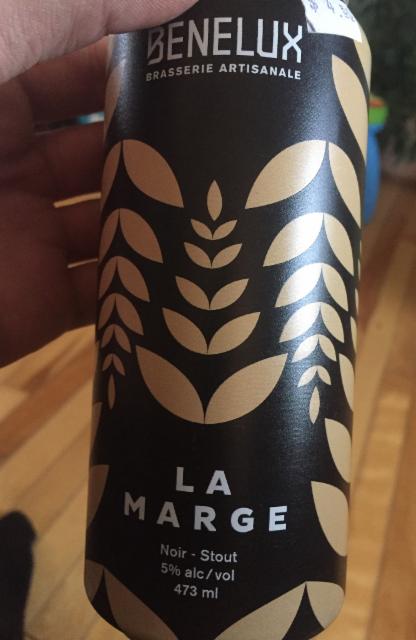 BENELUX
BRASSERIE ARTISANALE
LA
MARGE
Noir - Stout
5% alc/vol
473 ml